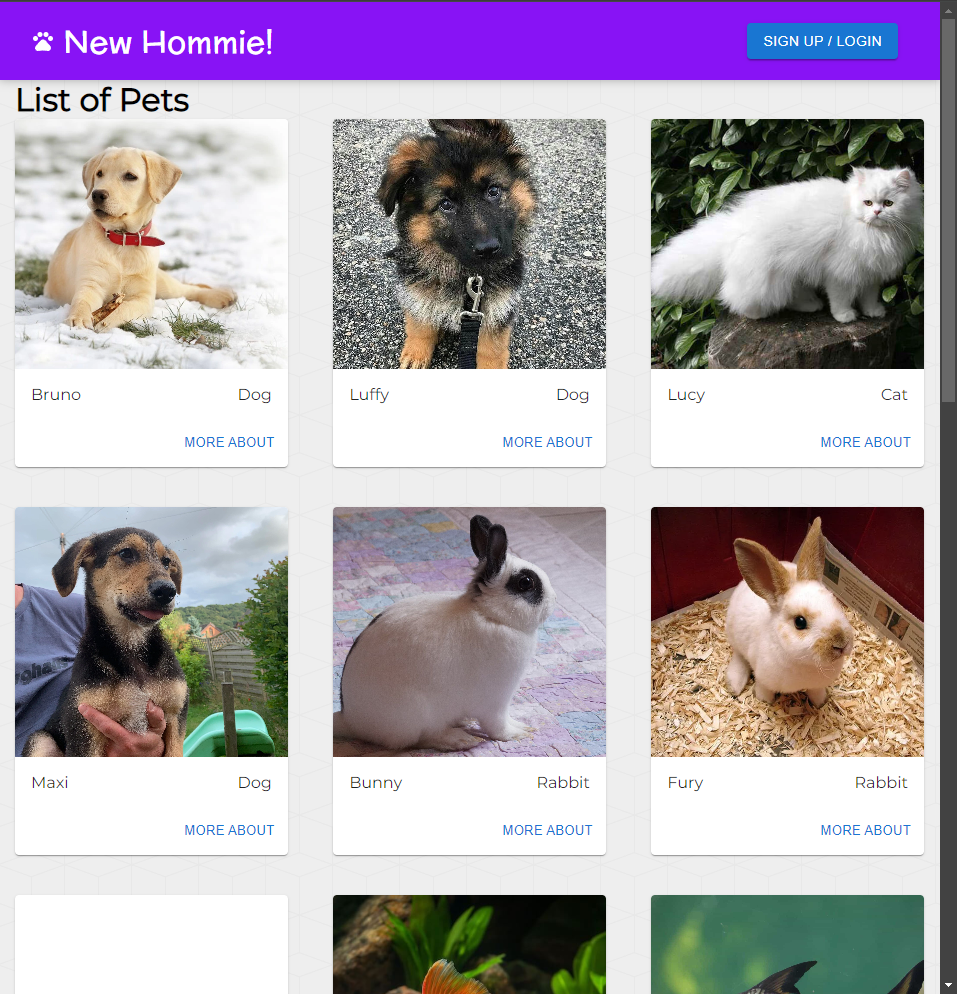 New Hommie!
SIGN UP / LOGIN
List of Pets
Bruno Dog
MORE ABOUT
Luffy Dog
MORE ABOUT
Lucy Cat
MORE ABOUT
Maxi Dog
MORE ABOUT
Bunny Rabbit
MORE ABOUT
Fury Rabbit
MORE ABOUT